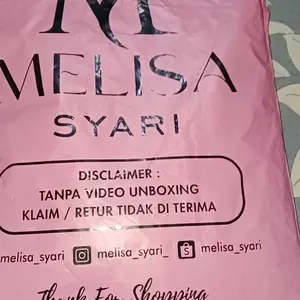 MELISA
SYARI
DISCLAIMER :
TANPA VIDEO UNBOXING
KLAIM / RETUR TIDAK DI TERIMA
melisa_syari melisa_syari_ melisa_syari
Thank For Shopping